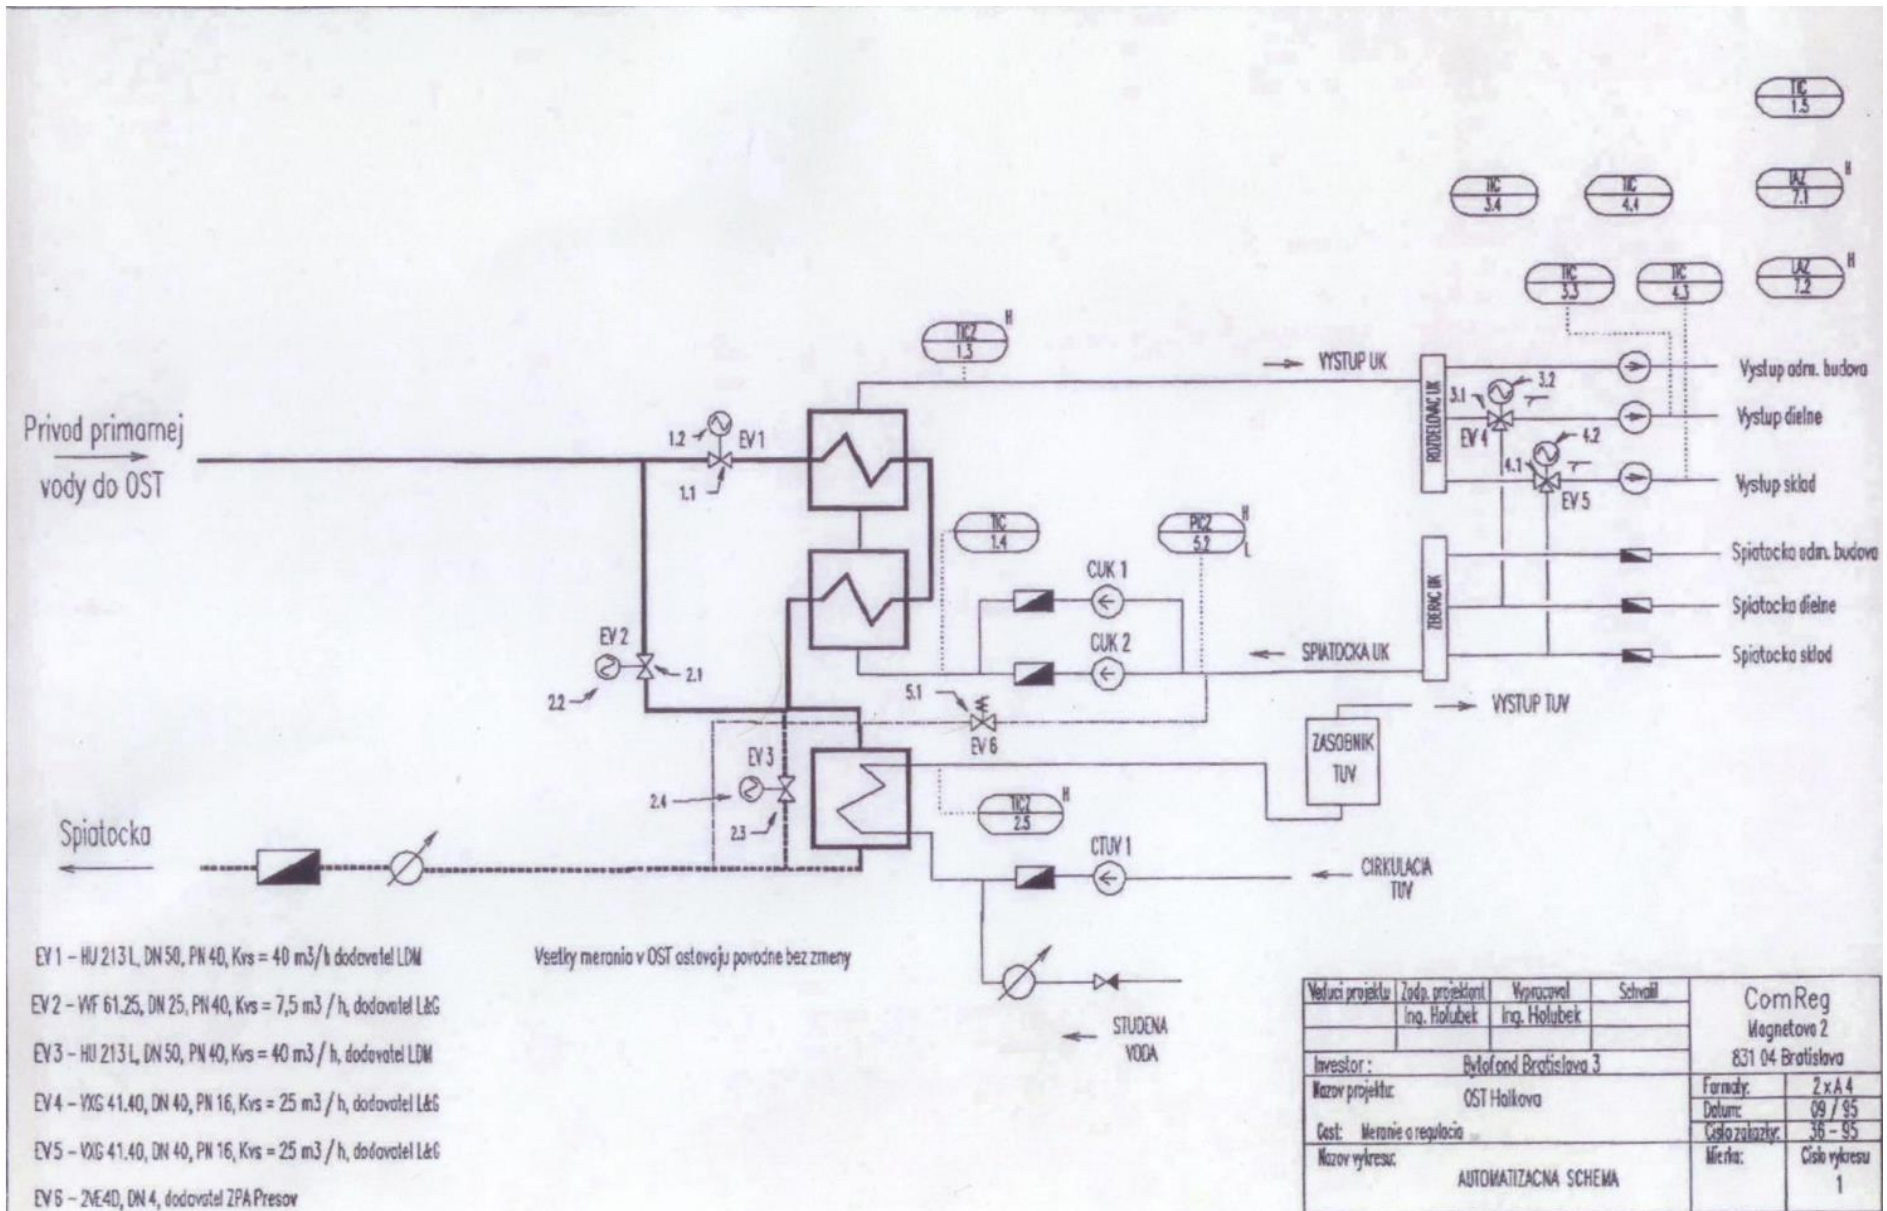 TIC
1.5
TIC
3.4
TIC
4.4
TAZ
7.1
H
TIC
3.3
TIC
4.3
LAZ
7.2
H
TICZ
1.3
H
VYSTUP UK
ROZDELOVAC UK
3.1
3.2
EV 4
4.1
4.2
EV 5
Vystup adm. budova
Vystup dielne
Vystup sklad
Privod primarnej
vody do OST
1.2
EV 1
1.1
TIC
1.4
PICZ
5.2
H
L
CUK 1
CUK 2
SPIATOCKA UK
ZBERAC UK
Spiatocka adm. budova
Spiatocka dielne
Spiatocka sklad
EV 2
2.1
2.2
5.1
EV 6
VYSTUP TUV
ZASOBNIK
TUV
EV 3
2.4
2.3
TICZ
2.5
H
Spiatocka
CTUV 1
CIRKULACIA
TUV
STUDENA
VODA
EV 1 - HU 213 L, DN 50, PN 40, Kvs = 40 m3/h dodavatel LDM
EV 2 - VVF 61.25, DN 25, PN 40, Kvs = 7,5 m3 / h, dodavatel L&G
EV 3 - HU 213 L, DN 50, PN 40, Kvs = 40 m3 / h, dodavatel LDM
EV 4 - VXG 41.40, DN 40, PN 16, Kvs = 25 m3 / h, dodavatel L&G
EV 5 - VXG 41.40, DN 40, PN 16, Kvs = 25 m3 / h, dodavatel L&G
EV 6 - 2VE4D, DN 4, dodavatel ZPA Presov
Vsetky merania v OST ostavaju povodne bez zmeny
Veduci projektu Zodp. projektant Vypracoval Schvalil
Ing. Holubek Ing. Holubek
Investor : Bytofond Bratislava 3
Nazov projektu: OST Halkova
Cast: Meranie a regulacia
Nazov vykresu:
AUTOMATIZACNA SCHEMA
ComReg
Magnetova 2
831 04 Bratislava
Formaty: 2 x A 4
Datum: 09 / 95
Cislo zakazky: 36 - 95
Mierka: Cislo vykresu
1